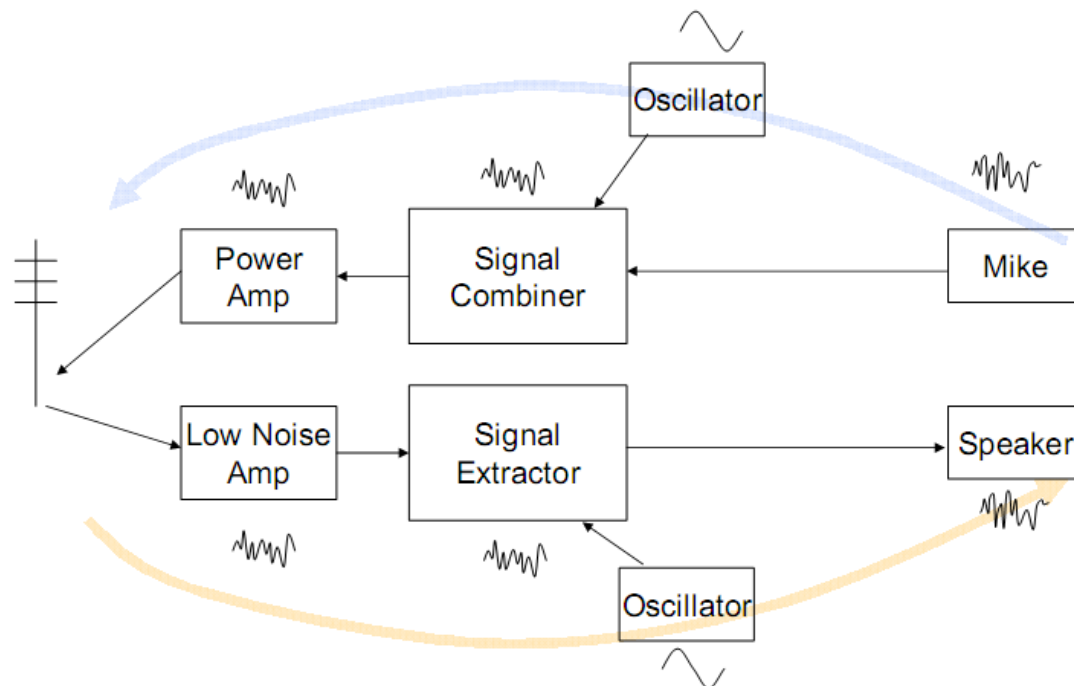 Oscillator
Power
Amp
Signal
Combiner
Mike
Low Noise
Amp
Signal
Extractor
Speaker
Oscillator